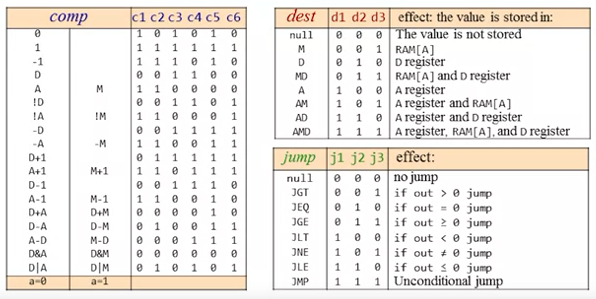 comp c1 c2 c3 c4 c5 c6
0 1 0 1 0 1 0
1 1 1 1 1 1 1
-1 1 1 1 0 1 0
D 0 0 1 1 0 0
A M 1 1 0 0 0 0
!D 0 0 1 1 0 1
!A !M 1 1 0 0 0 1
-D 0 0 1 1 1 1
-A -M 1 1 0 0 1 1
D+1 0 1 1 1 1 1
A+1 M+1 1 1 0 1 1 1
D-1 0 0 1 1 1 0
A-1 M-1 1 1 0 0 1 0
D+A D+M 0 0 0 0 1 0
D-A D-M 0 1 0 0 1 1
A-D M-D 0 0 0 1 1 1
D&A D&M 0 0 0 0 0 0
D|A D|M 0 1 0 1 0 1
a=0 a=1
dest d1 d2 d3 effect: the value is stored in:
null 0 0 0 The value is not stored
M 0 0 1 RAM[A]
D 0 1 0 D register
MD 0 1 1 RAM[A] and D register
A 1 0 0 A register
AM 1 0 1 A register and RAM[A]
AD 1 1 0 A register and D register
AMD 1 1 1 A register, RAM[A], and D register
jump j1 j2 j3 effect:
null 0 0 0 no jump
JGT 0 0 1 if out > 0 jump
JEQ 0 1 0 if out = 0 jump
JGE 0 1 1 if out ≥ 0 jump
JLT 1 0 0 if out < 0 jump
JNE 1 0 1 if out ≠ 0 jump
JLE 1 1 0 if out ≤ 0 jump
JMP 1 1 1 Unconditional jump